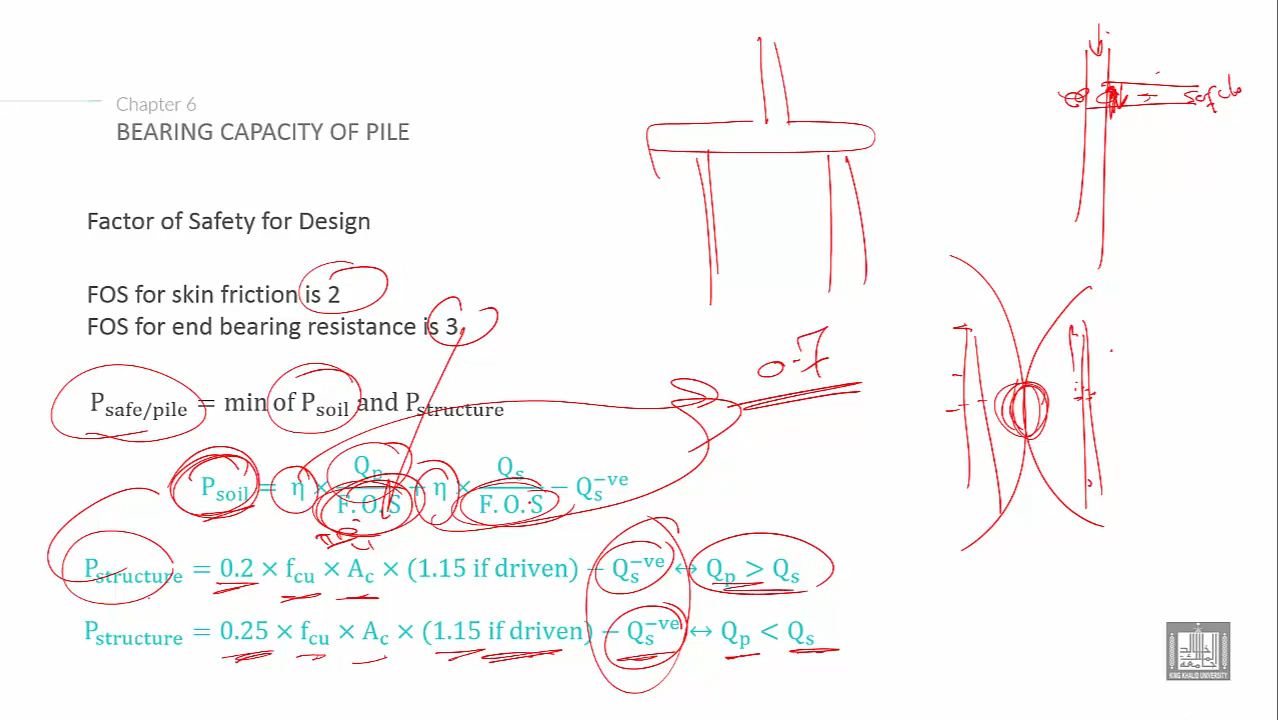 Chapter 6
BEARING CAPACITY OF PILE
Factor of Safety for Design
FOS for skin friction is 2
FOS for end bearing resistance is 3
P_safe/pile = min of P_soil and P_structure
0.7
P_soil = η × Q_p / F.O.S + η × Q_s / F.O.S − Q_s^−ve
P_structure = 0.2 × f_cu × A_c × (1.15 if driven) − Q_s^−ve ↔ Q_p > Q_s
P_structure = 0.25 × f_cu × A_c × (1.15 if driven) − Q_s^−ve ↔ Q_p < Q_s
KING KHALID UNIVERSITY